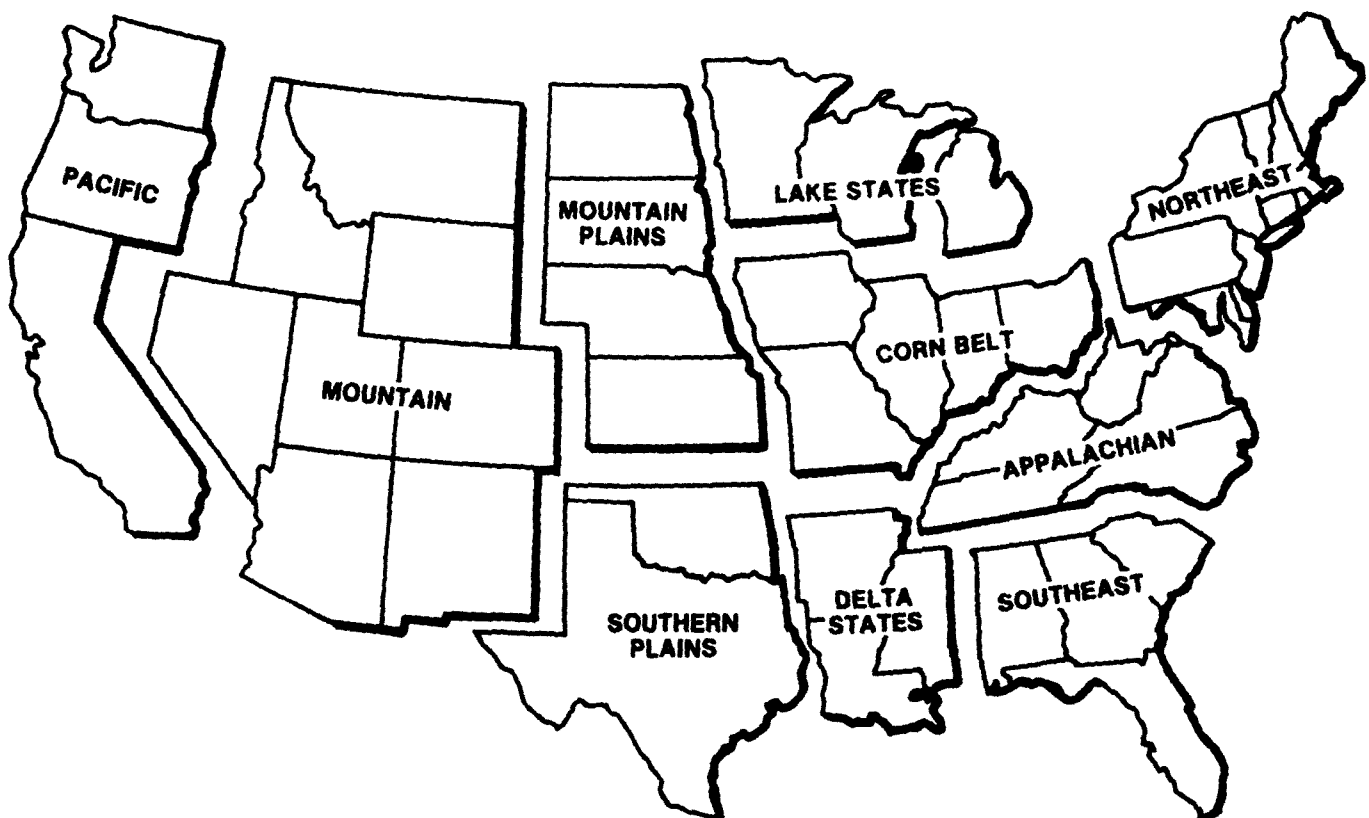 PACIFIC
MOUNTAIN
MOUNTAIN
PLAINS
LAKE STATES
NORTHEAST
CORN BELT
APPALACHIAN
SOUTHERN
PLAINS
DELTA
STATES
SOUTHEAST